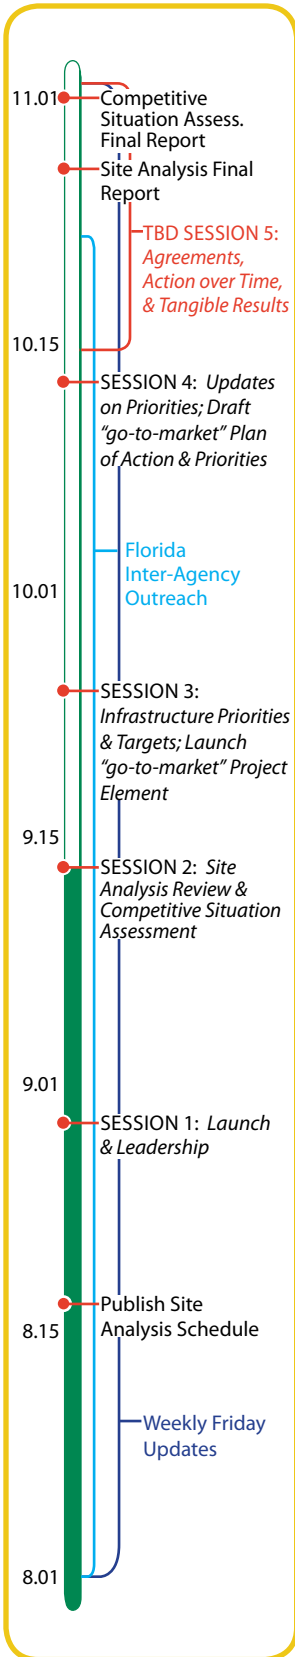 11.01
Competitive
Situation Assess.
Final Report
Site Analysis Final
Report
TBD SESSION 5:
Agreements,
Action over Time,
& Tangible Results
10.15
SESSION 4: Updates
on Priorities; Draft
“go-to-market” Plan
of Action & Priorities
Florida
Inter-Agency
Outreach
10.01
SESSION 3:
Infrastructure Priorities
& Targets; Launch
“go-to-market” Project
Element
9.15
SESSION 2: Site
Analysis Review &
Competitive Situation
Assessment
9.01
SESSION 1: Launch
& Leadership
Publish Site
Analysis Schedule
8.15
Weekly Friday
Updates
8.01